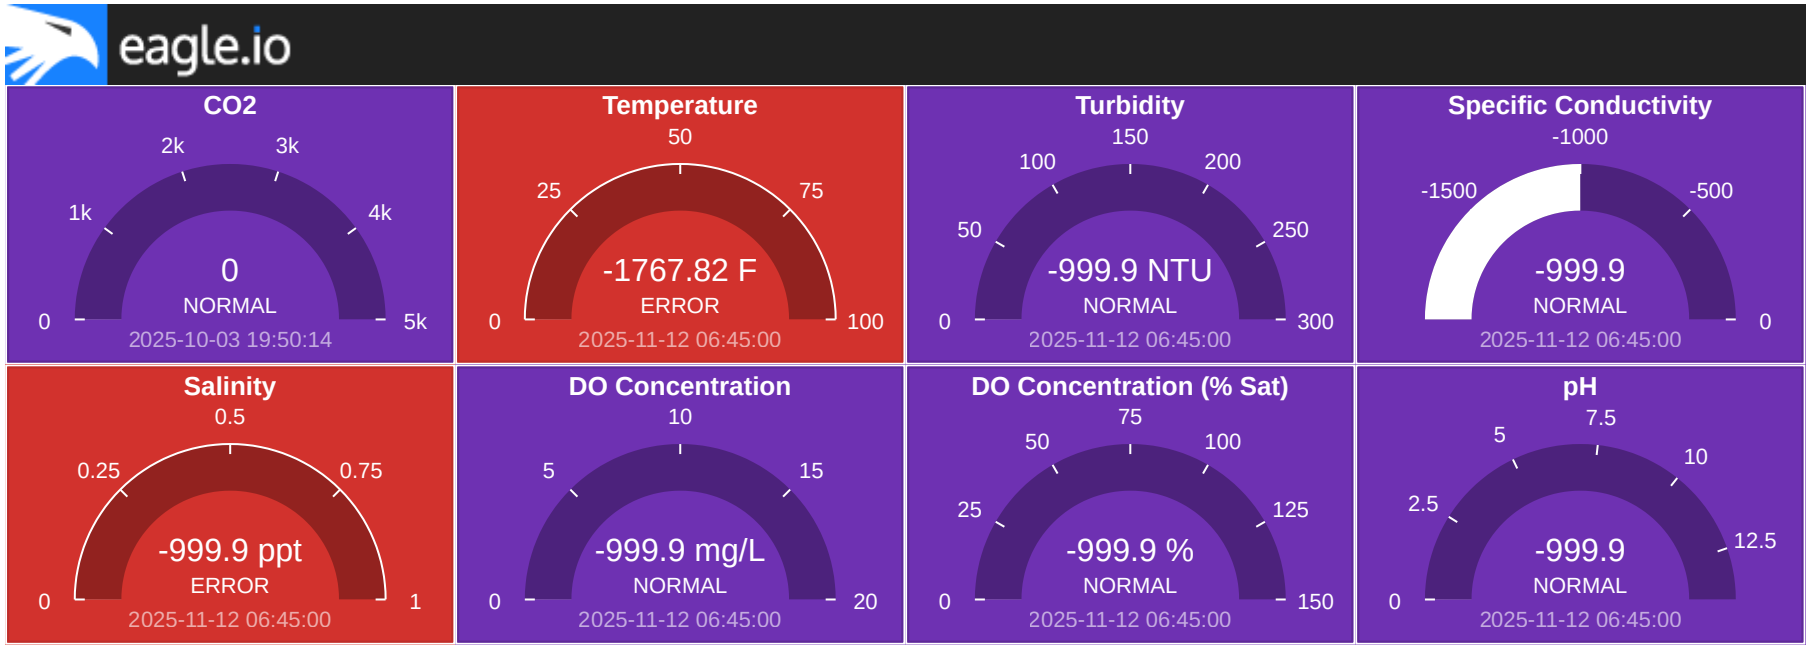 eagle.io
CO2
2k
3k
1k
4k
0
NORMAL
0
5k
2025-10-03 19:50:14
Temperature
50
25
75
-1767.82 F
ERROR
0
100
2025-11-12 06:45:00
Turbidity
150
100
200
50
250
-999.9 NTU
NORMAL
0
300
2025-11-12 06:45:00
Specific Conductivity
-1000
-1500
-500
-999.9
NORMAL
0
2025-11-12 06:45:00
Salinity
0.5
0.25
0.75
-999.9 ppt
ERROR
0
1
2025-11-12 06:45:00
DO Concentration
10
5
15
-999.9 mg/L
NORMAL
0
20
2025-11-12 06:45:00
DO Concentration (% Sat)
75
50
100
25
125
-999.9 %
NORMAL
0
150
2025-11-12 06:45:00
pH
7.5
5
10
2.5
12.5
-999.9
NORMAL
0
2025-11-12 06:45:00